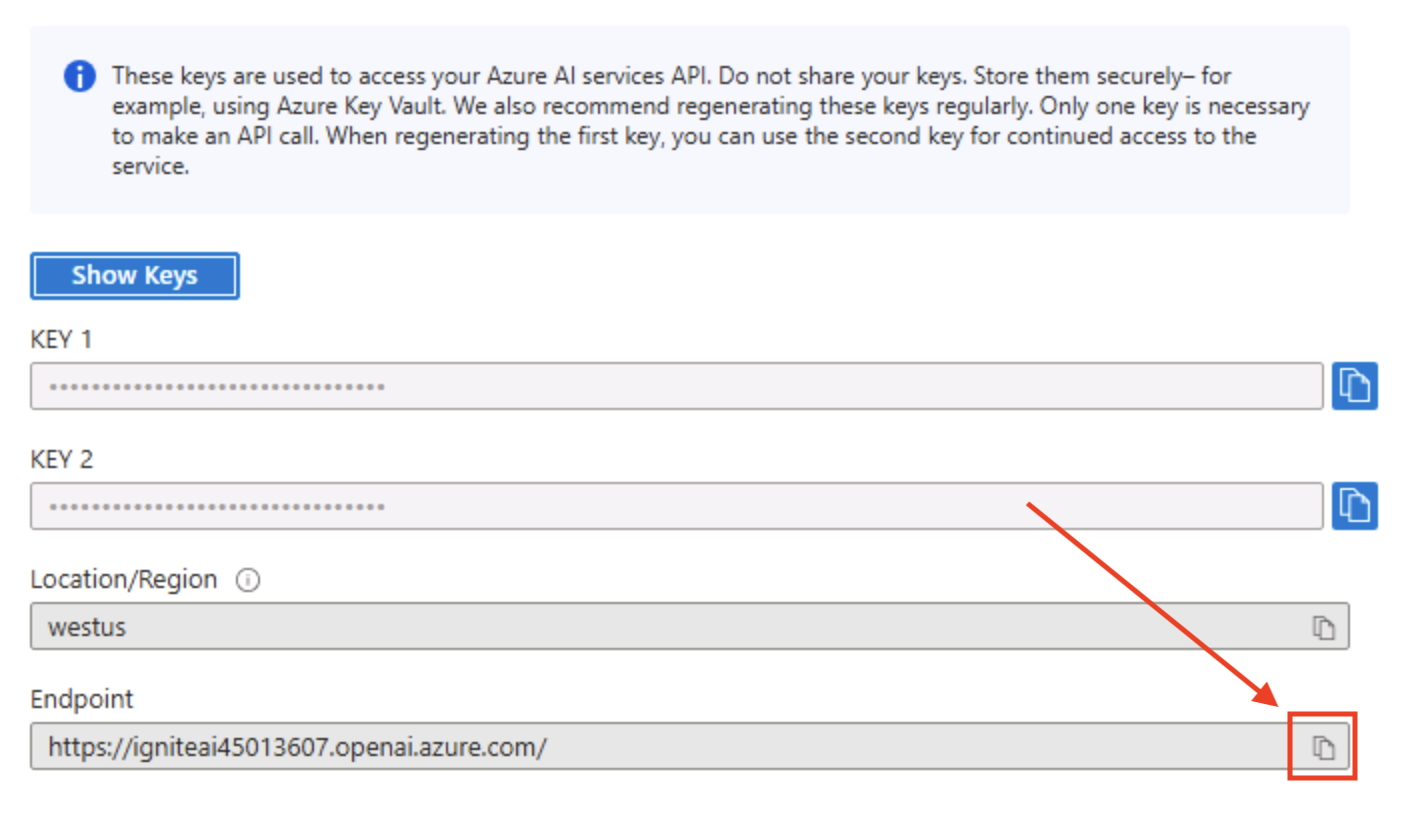 These keys are used to access your Azure AI services API. Do not share your keys. Store them securely– for
example, using Azure Key Vault. We also recommend regenerating these keys regularly. Only one key is necessary
to make an API call. When regenerating the first key, you can use the second key for continued access to the
service.
Show Keys
KEY 1
••••••••••••••••••••••••••••••••
KEY 2
••••••••••••••••••••••••••••••••
Location/Region
westus
Endpoint
https://igniteai45013607.openai.azure.com/